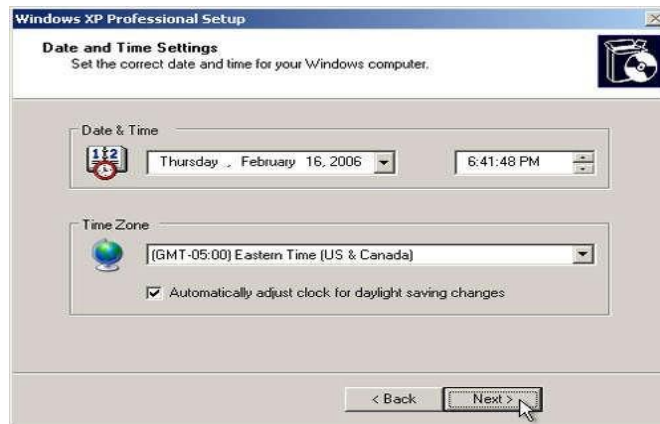 Windows XP Professional Setup
Date and Time Settings
Set the correct date and time for your Windows computer.
Date & Time
Thursday , February 16, 2006
6:41:48 PM
Time Zone
(GMT-05:00) Eastern Time (US & Canada)
Automatically adjust clock for daylight saving changes
< Back
Next >